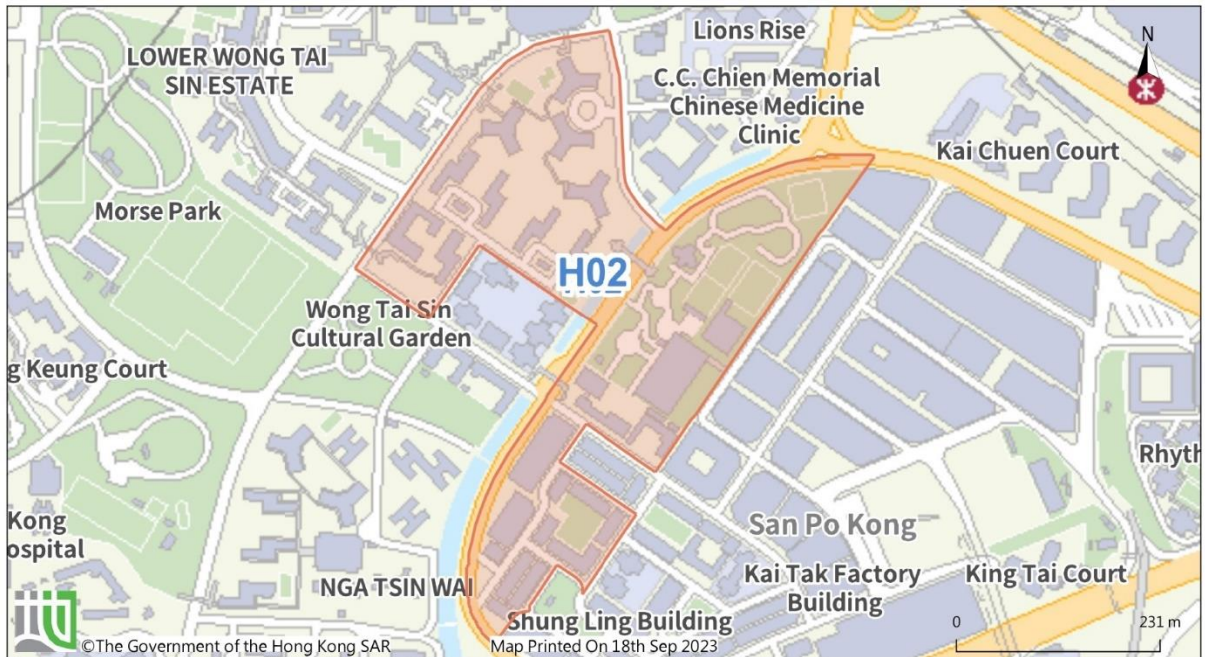 Lions Rise
N
LOWER WONG TAI
SIN ESTATE
C.C. Chien Memorial
Chinese Medicine
Clinic
Kai Chuen Court
Morse Park
H02
Wong Tai Sin
Cultural Garden
g Keung Court
Rhyth
Kong
ospital
San Po Kong
NGA TSIN WAI
Kai Tak Factory
Building
King Tai Court
Shung Ling Building
0
231 m
©The Government of the Hong Kong SAR
Map Printed On 18th Sep 2023